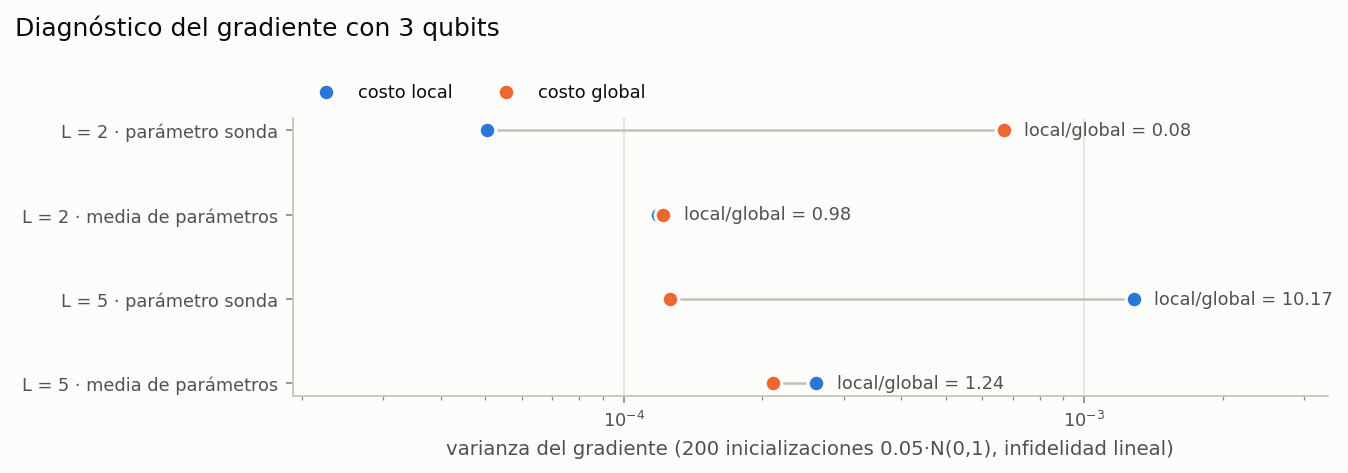 Diagnóstico del gradiente con 3 qubits
costo local
costo global
L = 2 · parámetro sonda
local/global = 0.08
L = 2 · media de parámetros
local/global = 0.98
L = 5 · parámetro sonda
local/global = 10.17
L = 5 · media de parámetros
local/global = 1.24
10⁻⁴
10⁻³
varianza del gradiente (200 inicializaciones 0.05·N(0,1), infidelidad lineal)